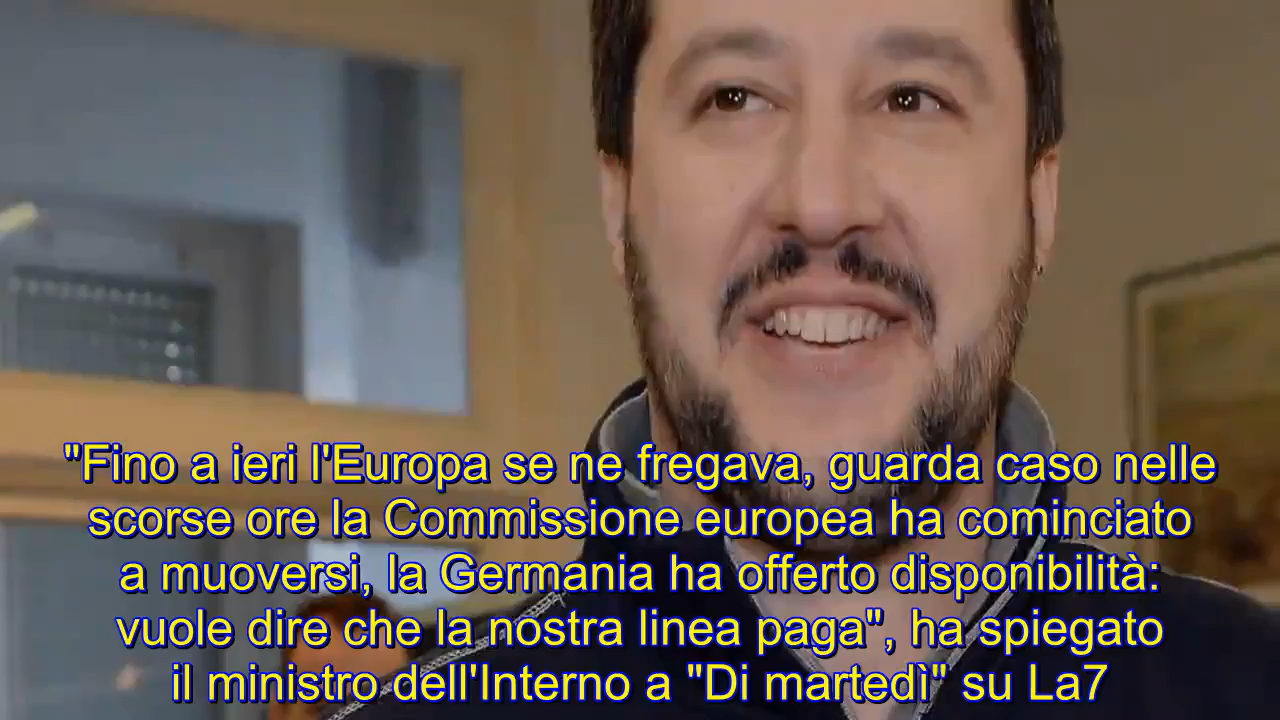 "Fino a ieri l'Europa se ne fregava, guarda caso nelle
scorse ore la Commissione europea ha cominciato
a muoversi, la Germania ha offerto disponibilità:
vuole dire che la nostra linea paga", ha spiegato
il ministro dell'Interno a "Di martedì" su La7